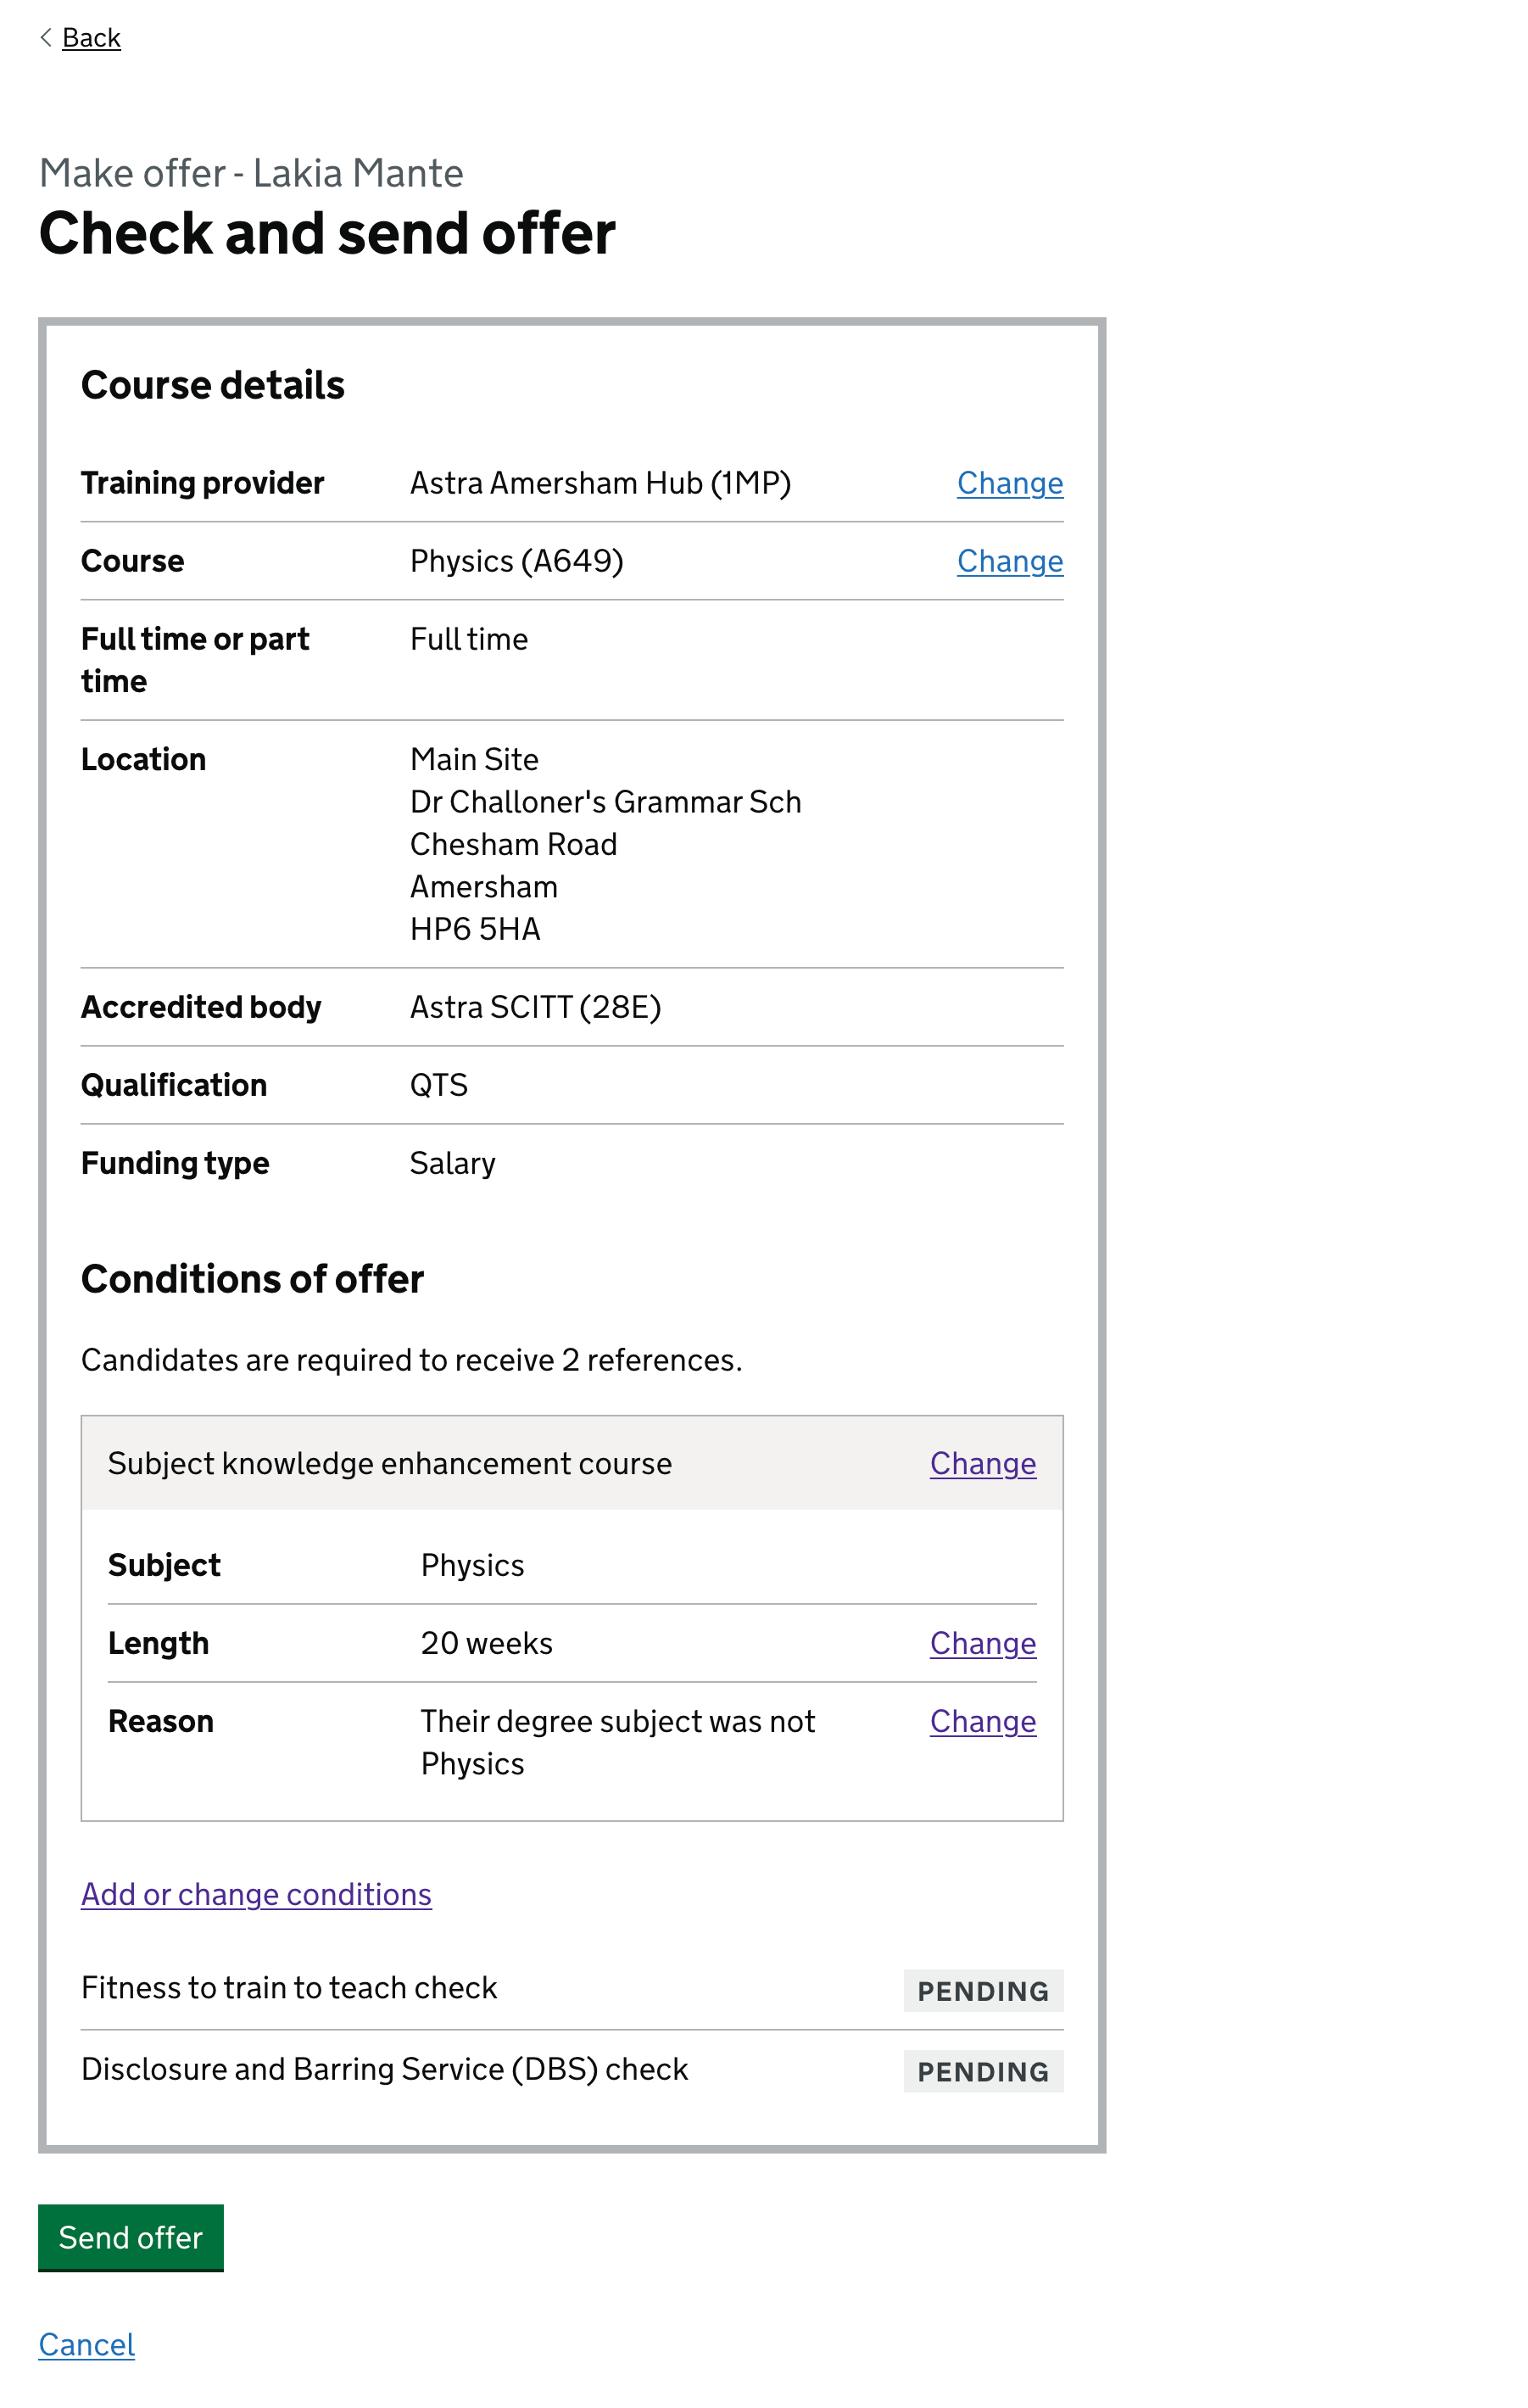 Back
Make offer - Lakia Mante
Check and send offer
Course details
Training provider Astra Amersham Hub (1MP) Change
Course Physics (A649) Change
Full time or part Full time
time
Location Main Site
Dr Challoner's Grammar Sch
Chesham Road
Amersham
HP6 5HA
Accredited body Astra SCITT (28E)
Qualification QTS
Funding type Salary
Conditions of offer
Candidates are required to receive 2 references.
Subject knowledge enhancement course Change
Subject Physics
Length 20 weeks Change
Reason Their degree subject was not Change
Physics
Add or change conditions
Fitness to train to teach check PENDING
Disclosure and Barring Service (DBS) check PENDING
Send offer
Cancel